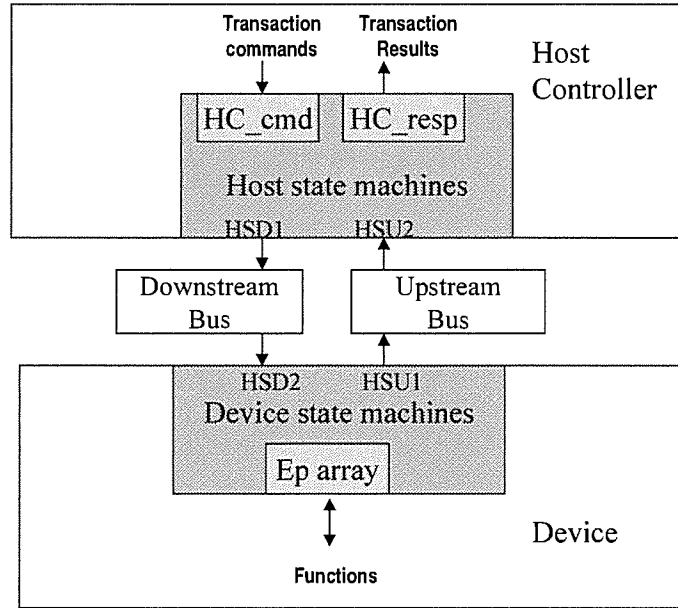 Transaction
commands
Transaction
Results
Host
Controller
HC_cmd
HC_resp
Host state machines
HSD1
HSU2
Downstream
Bus
Upstream
Bus
HSD2
HSU1
Device state machines
Ep array
Device
Functions